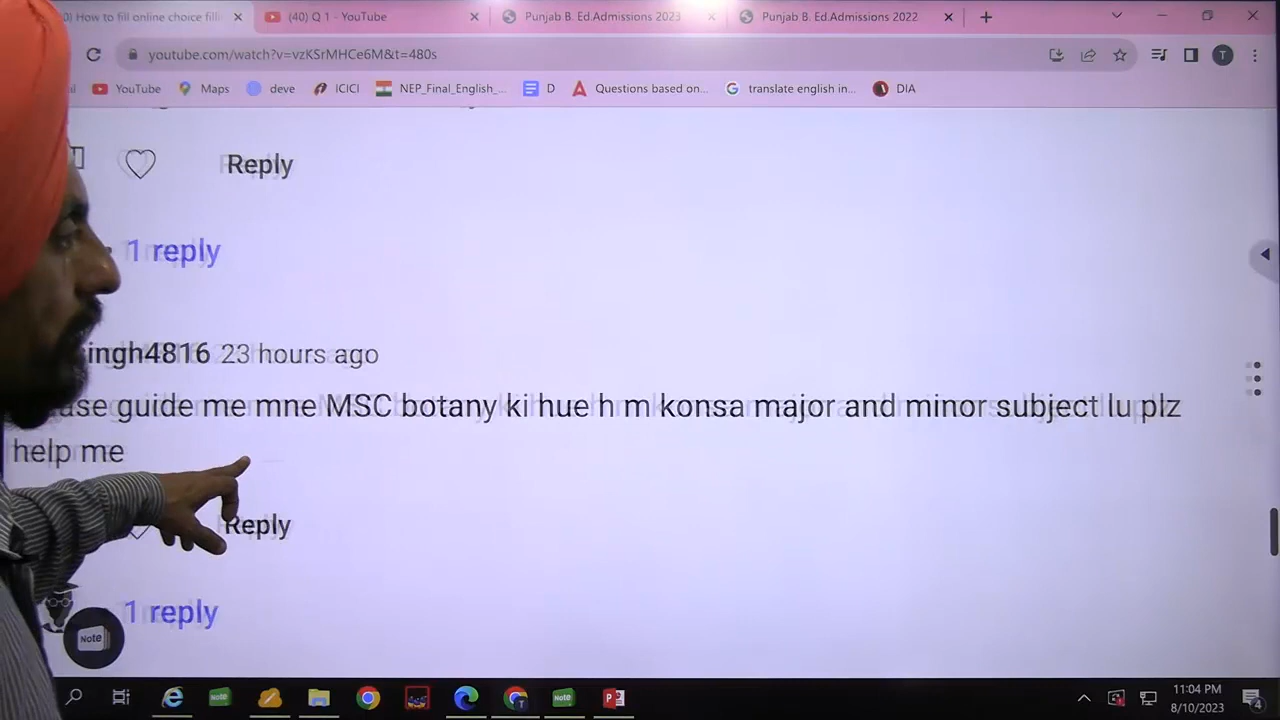 How to fill online choice filli
(40) Q 1 - YouTube
Punjab B. Ed.Admissions 2023
Punjab B. Ed.Admissions 2022
youtube.com/watch?v=vzKSrMHCe6M&t=480s
T
YouTube
Maps
deve
ICICI
NEP_Final_English_...
D
Questions based on...
translate english in...
DIA
Reply
1 reply
ingh4816 23 hours ago
ase guide me mne MSC botany ki hue h m konsa major and minor subject lu plz
help me
Reply
1 reply
Note
Note
Note
11:04 PM
8/10/2023
4